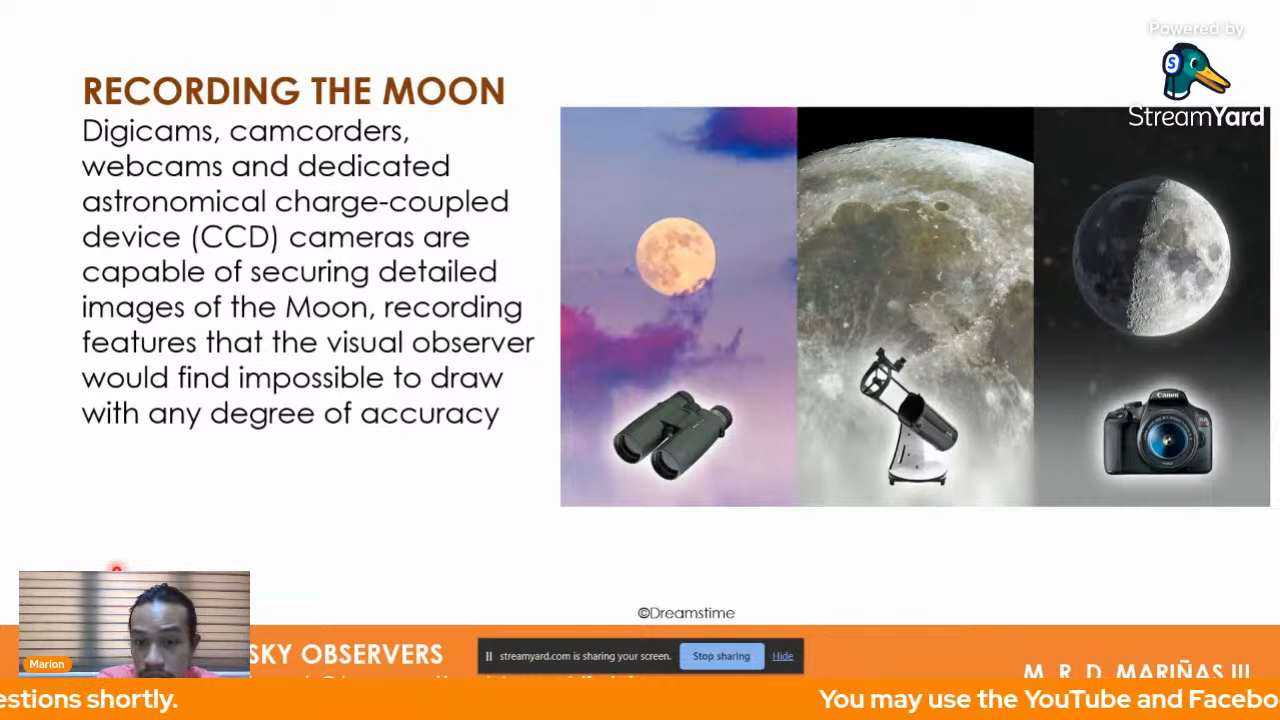 Powered by
StreamYard
RECORDING THE MOON
Digicams, camcorders,
webcams and dedicated
astronomical charge-coupled
device (CCD) cameras are
capable of securing detailed
images of the Moon, recording
features that the visual observer
would find impossible to draw
with any degree of accuracy
Canon
©Dreamstime
Marion
SKY OBSERVERS
streamyard.com is sharing your screen.
Stop sharing
Hide
M. R. D. MARIÑAS III
estions shortly.
You may use the YouTube and Facebo